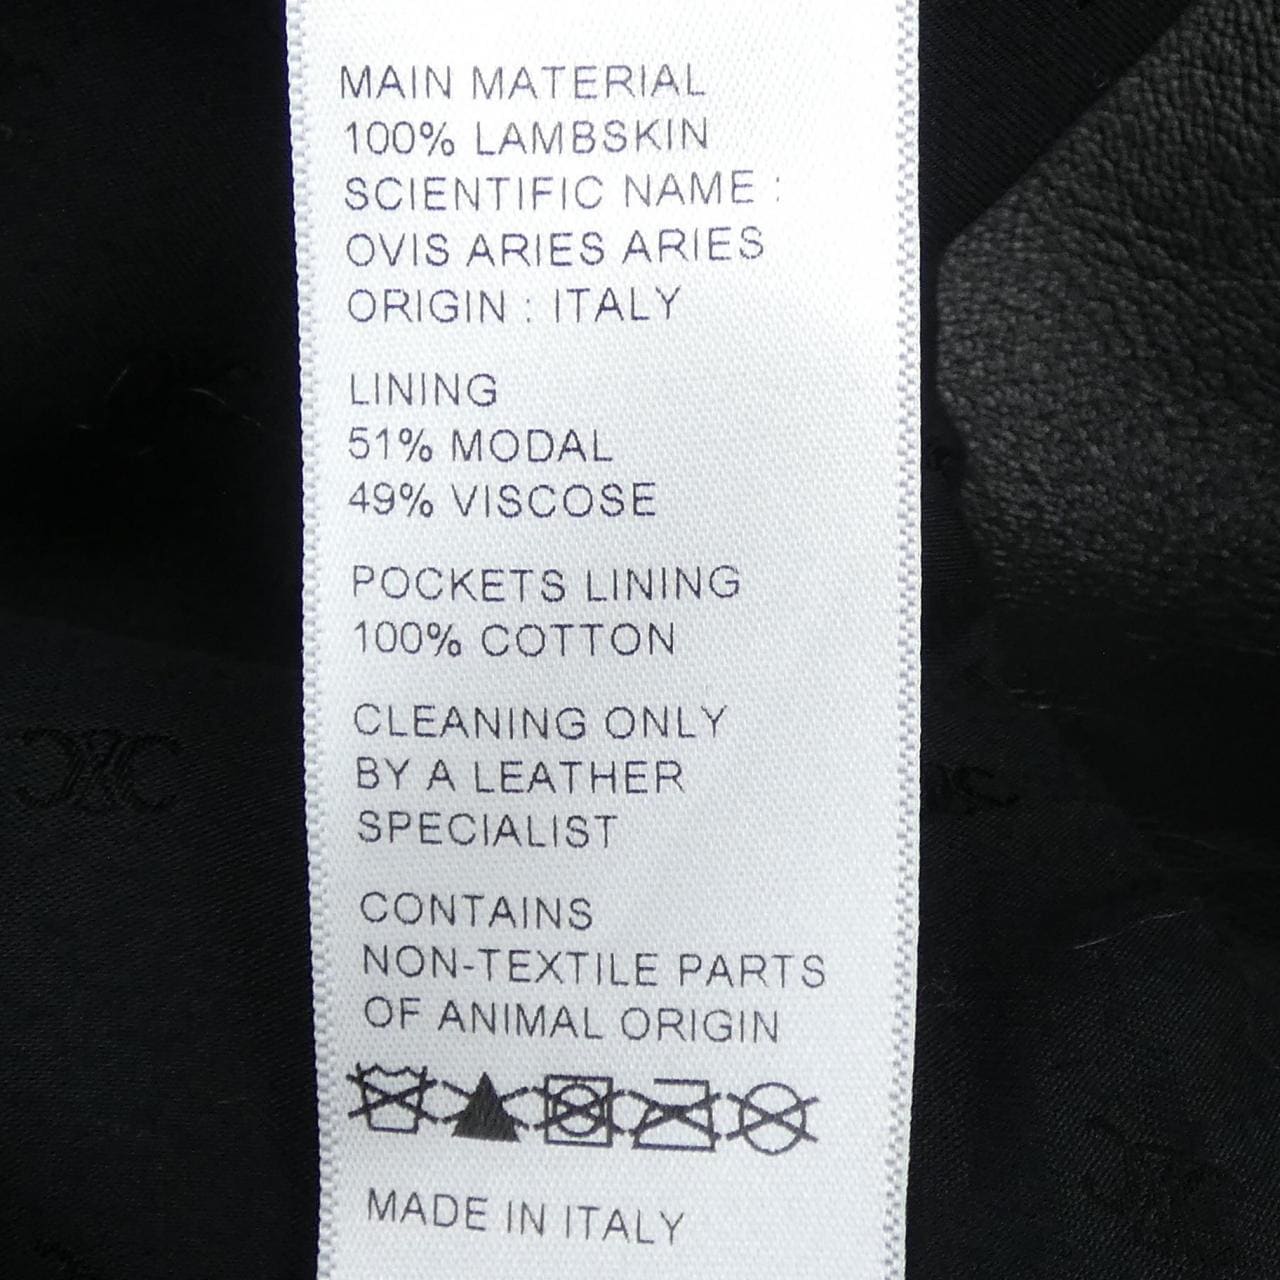 MAIN MATERIAL
100% LAMBSKIN
SCIENTIFIC NAME :
OVIS ARIES ARIES
ORIGIN : ITALY
LINING
51% MODAL
49% VISCOSE
POCKETS LINING
100% COTTON
CLEANING ONLY
BY A LEATHER
SPECIALIST
CONTAINS
NON-TEXTILE PARTS
OF ANIMAL ORIGIN
MADE IN ITALY